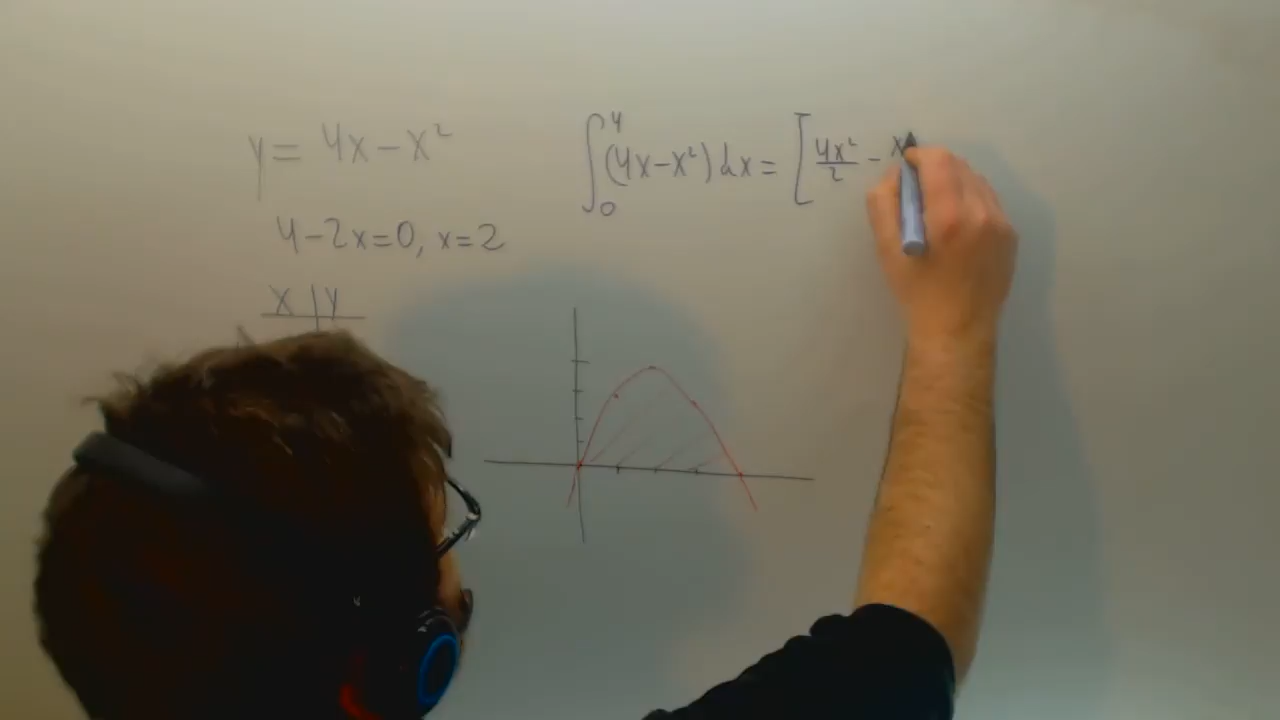 y = 4x - x²
4 - 2x = 0, x = 2
x | y
∫₀⁴ (4x - x²) dx = [ 4x²/2 - x